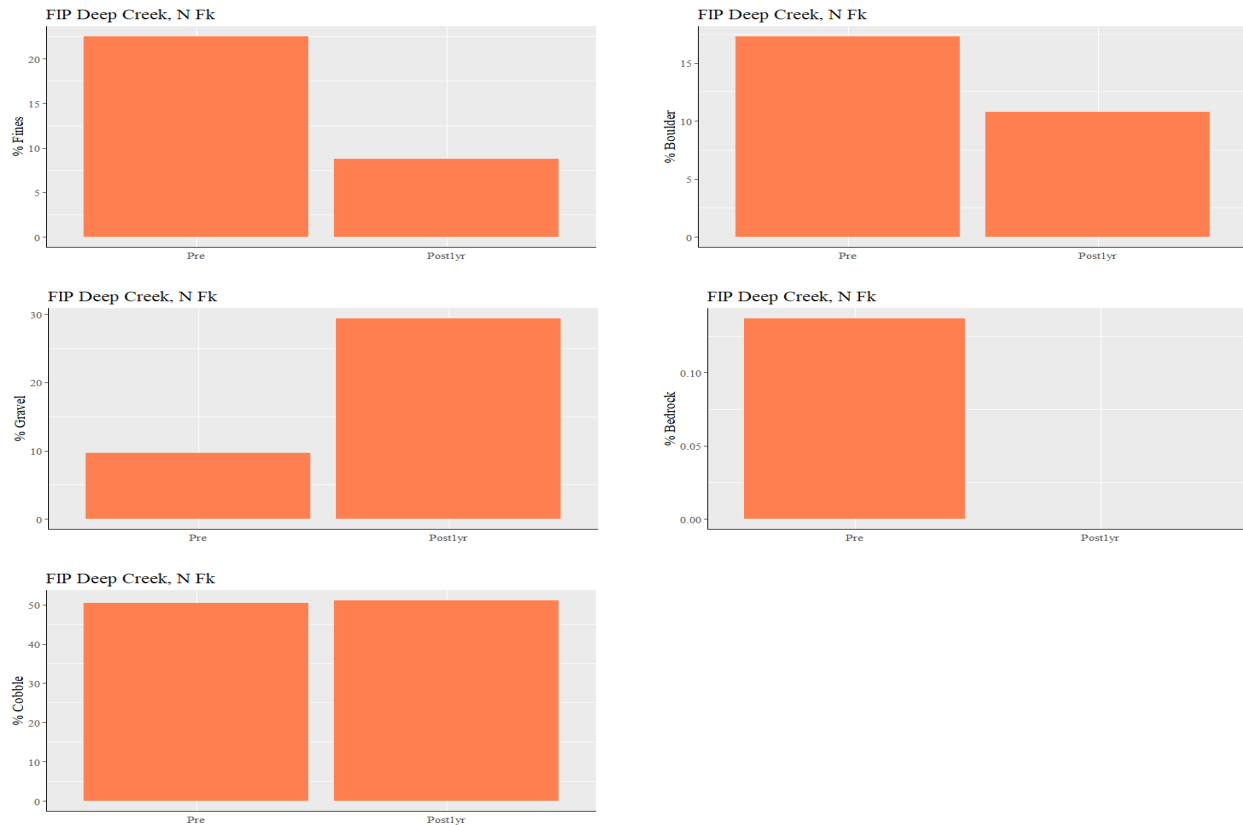 FIP Deep Creek, N Fk
% Fines
20
15
10
5
0
Pre Post1yr
FIP Deep Creek, N Fk
% Boulder
15
10
5
0
Pre Post1yr
FIP Deep Creek, N Fk
% Gravel
30
20
10
0
Pre Post1yr
FIP Deep Creek, N Fk
% Bedrock
0.10
0.05
0.00
Pre Post1yr
FIP Deep Creek, N Fk
% Cobble
50
40
30
20
10
0
Pre Post1yr